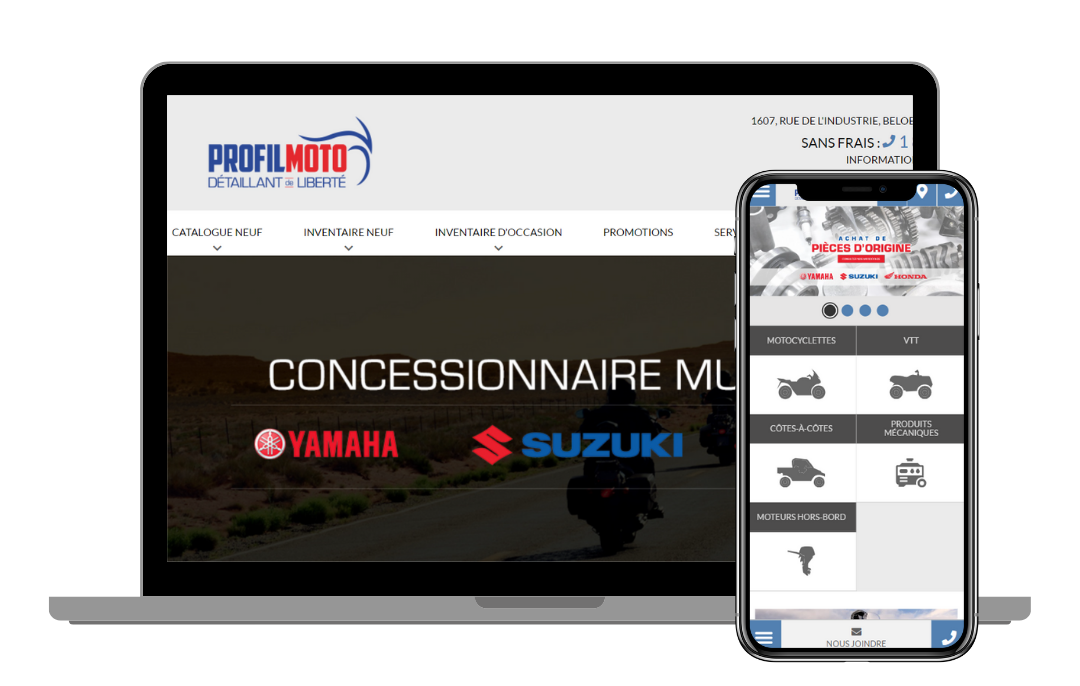 PROFILMOTO
DÉTAILLANT de LIBERTÉ
1607, RUE DE L'INDUSTRIE, BELOE
SANS FRAIS : 1
INFORMATION
CATALOGUE NEUF
INVENTAIRE NEUF
INVENTAIRE D'OCCASION
PROMOTIONS
SERV
CONCESSIONNAIRE MU
YAMAHA
SUZUKI
ACHAT DE
PIÈCES D'ORIGINE
YAMAHA
SUZUKI
HONDA
MOTOCYCLETTES
VTT
CÔTES-À-CÔTES
PRODUITS
MÉCANIQUES
MOTEURS HORS-BORD
NOUS JOINDRE